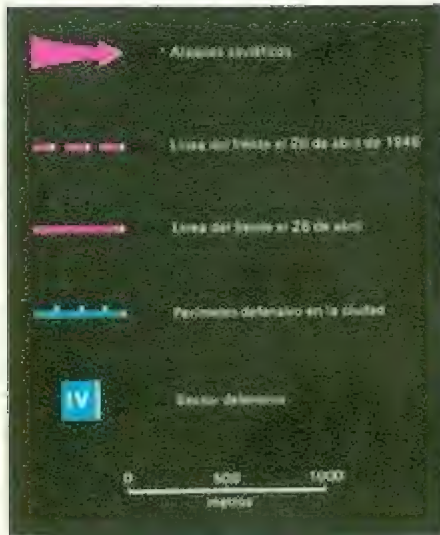 Ataques soviéticos
Línea del frente el 26 de abril de 1945
Línea del frente el 28 de abril
Perímetro defensivo en la ciudad
IV
Sector defensivo
0 500 1000
metros